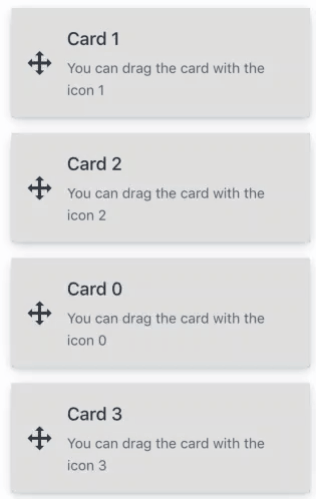 Card 1
You can drag the card with the
icon 1
Card 2
You can drag the card with the
icon 2
Card 0
You can drag the card with the
icon 0
Card 3
You can drag the card with the
icon 3